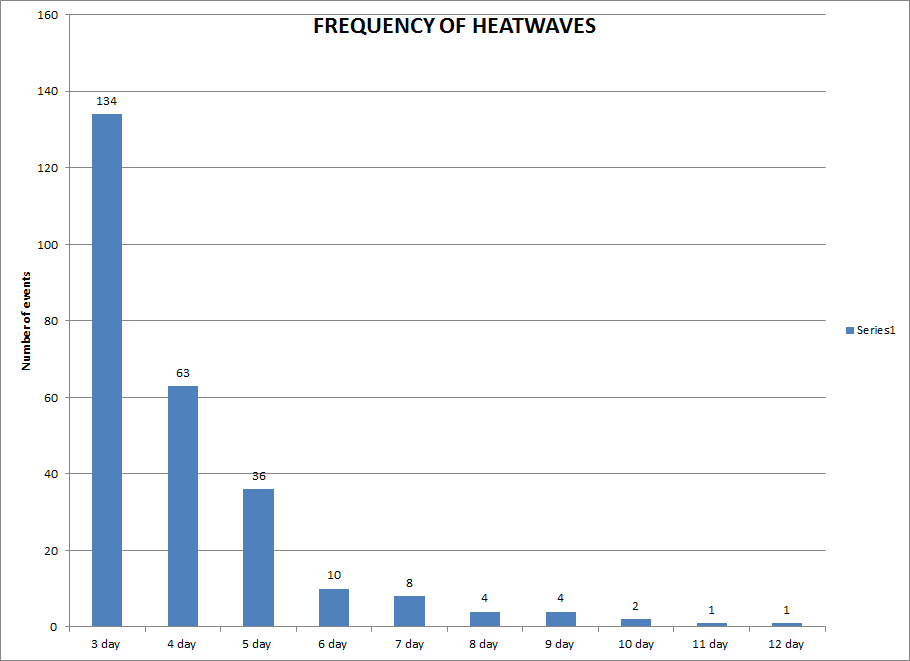 FREQUENCY OF HEATWAVES
160
140
120
100
80
60
40
20
0
Number of events
134
63
36
10
8
4
4
2
1
1
3 day
4 day
5 day
6 day
7 day
8 day
9 day
10 day
11 day
12 day
Series1